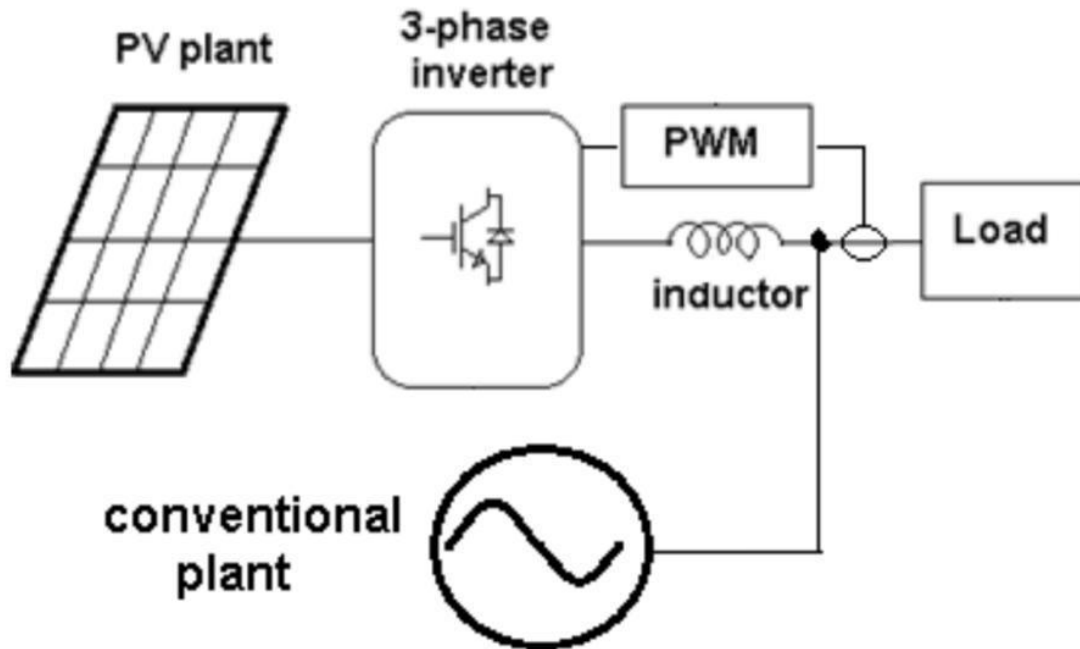 PV plant
3-phase
inverter
PWM
Load
inductor
conventional
plant